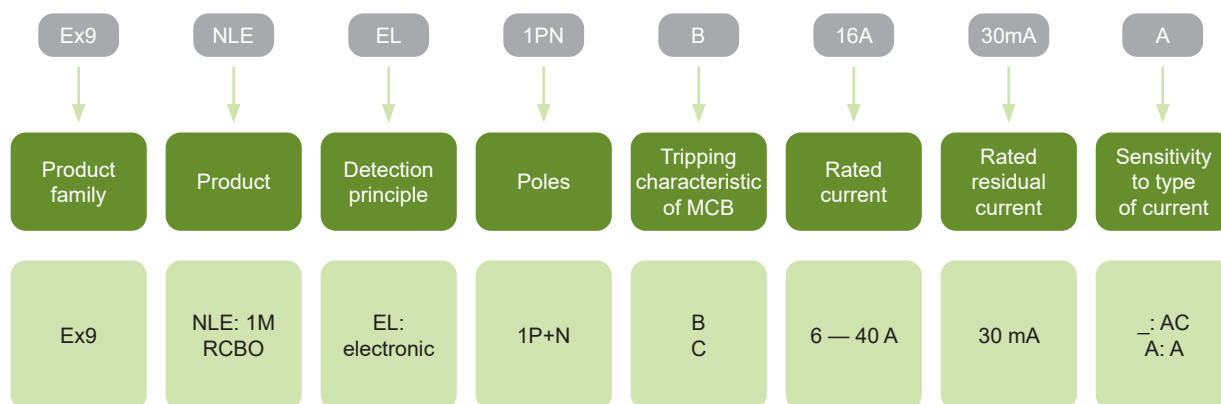 Ex9 NLE EL 1PN B 16A 30mA A
Product
family
Product
Detection
principle
Poles
Tripping
characteristic
of MCB
Rated
current
Rated
residual
current
Sensitivity
to type
of current
Ex9
NLE: 1M
RCBO
EL:
electronic
1P+N
B
C
6 — 40 A
30 mA
_: AC
A: A